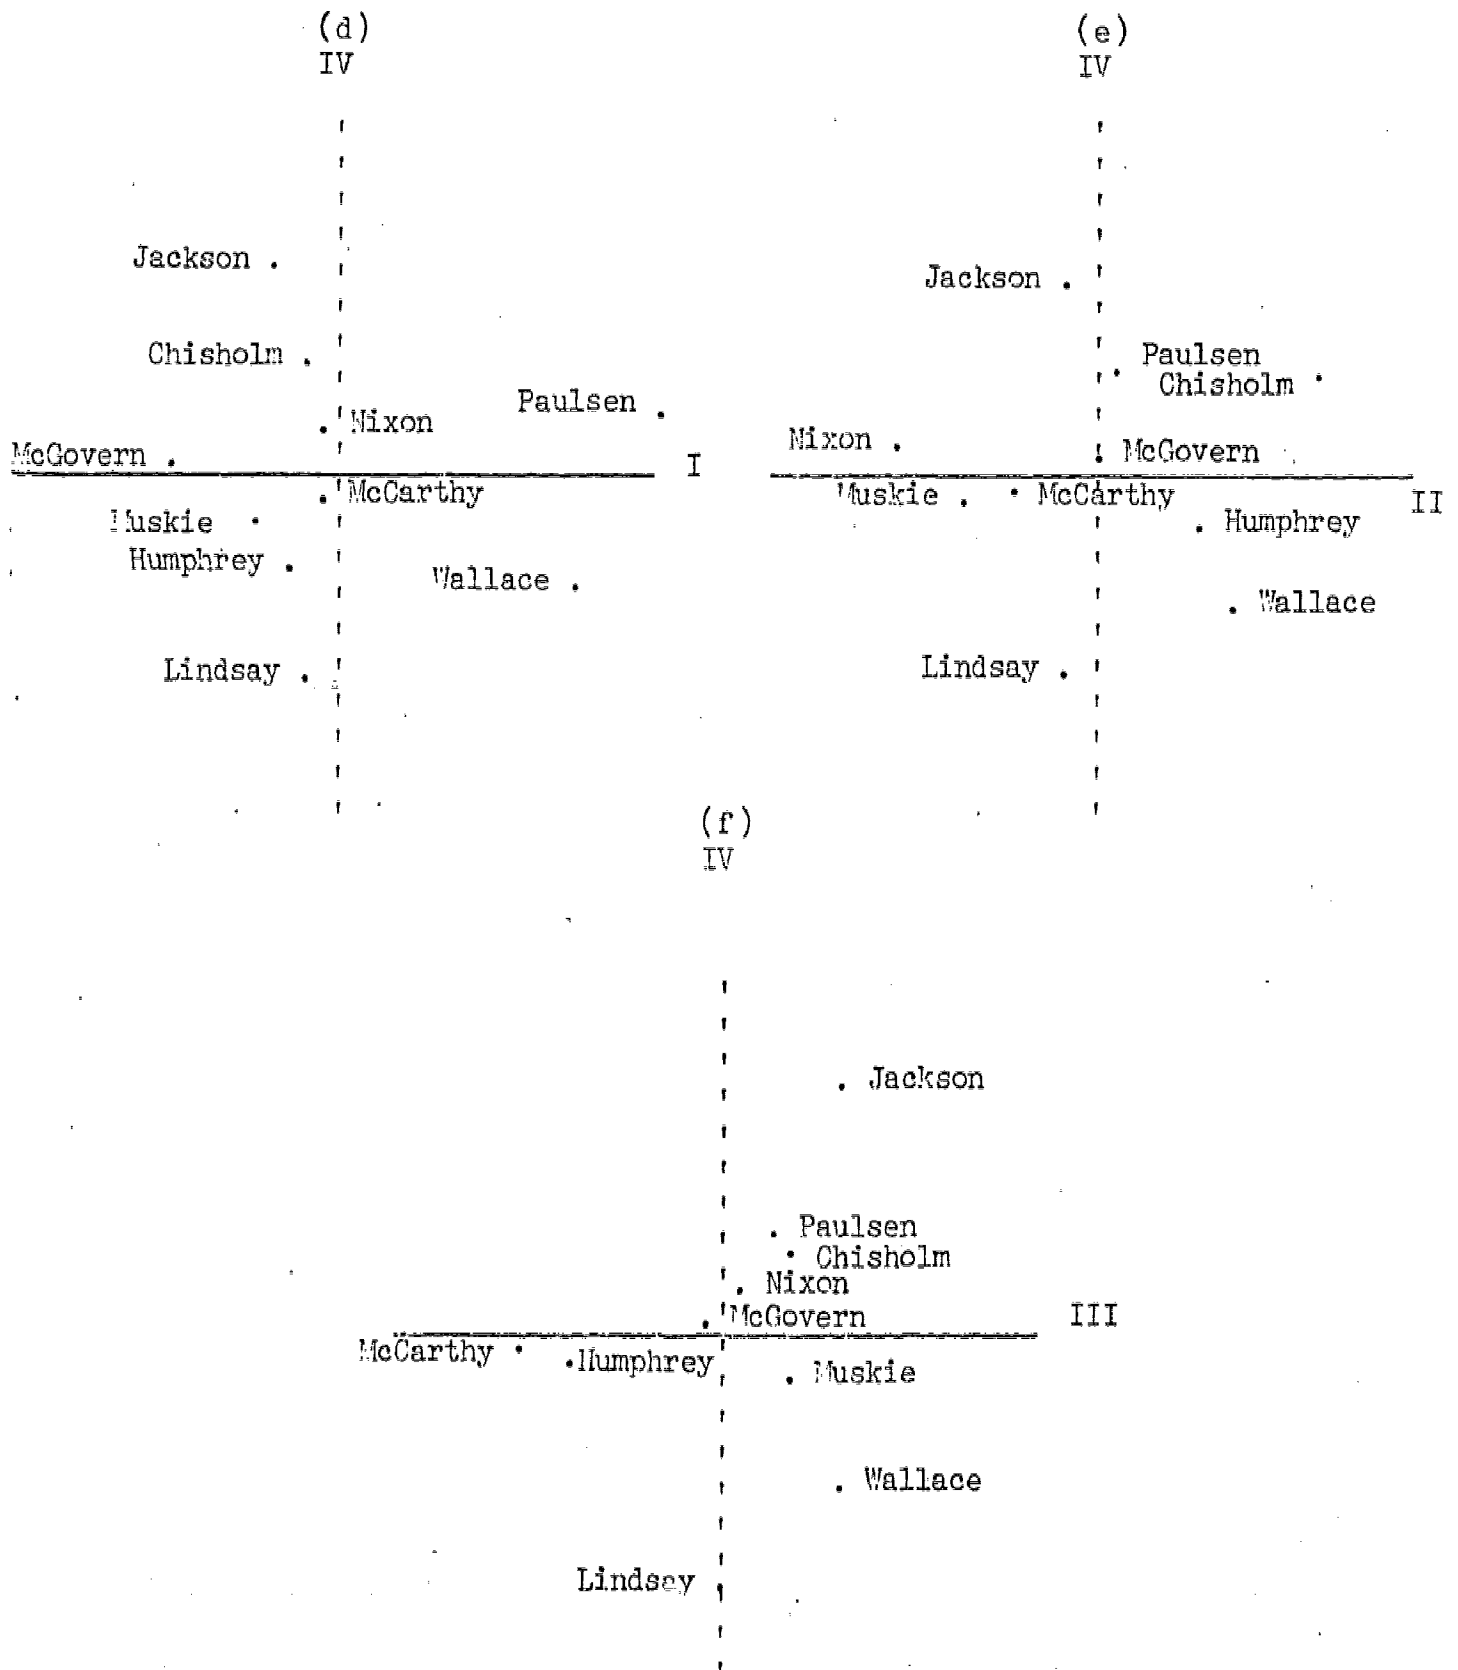 (d)
IV
Jackson .
Chisholm .
Paulsen .
. Nixon
McGovern .
I
. McCarthy
Muskie .
Humphrey .
Wallace .
Lindsay .
(e)
IV
Jackson .
. Paulsen
Chisholm .
Nixon .
. McGovern
Muskie .
. McCarthy
II
. Humphrey
. Wallace
Lindsay .
(f)
IV
. Jackson
. Paulsen
. Chisholm
. Nixon
. McGovern
III
McCarthy .
.Humphrey
. Muskie
. Wallace
Lindsay .